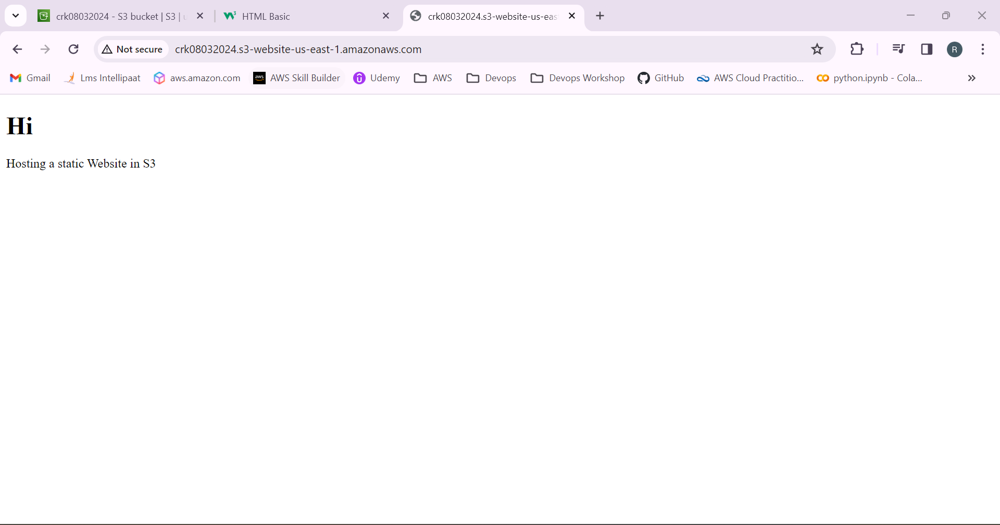 crk08032024 - S3 bucket | S3 | u
HTML Basic
crk08032024.s3-website-us-eas
Not secure
crk08032024.s3-website-us-east-1.amazonaws.com
R
Gmail
Lms Intellipaat
aws.amazon.com
aws
AWS Skill Builder
Udemy
AWS
Devops
Devops Workshop
GitHub
AWS Cloud Practitio...
python.ipynb - Cola...
Hi
Hosting a static Website in S3